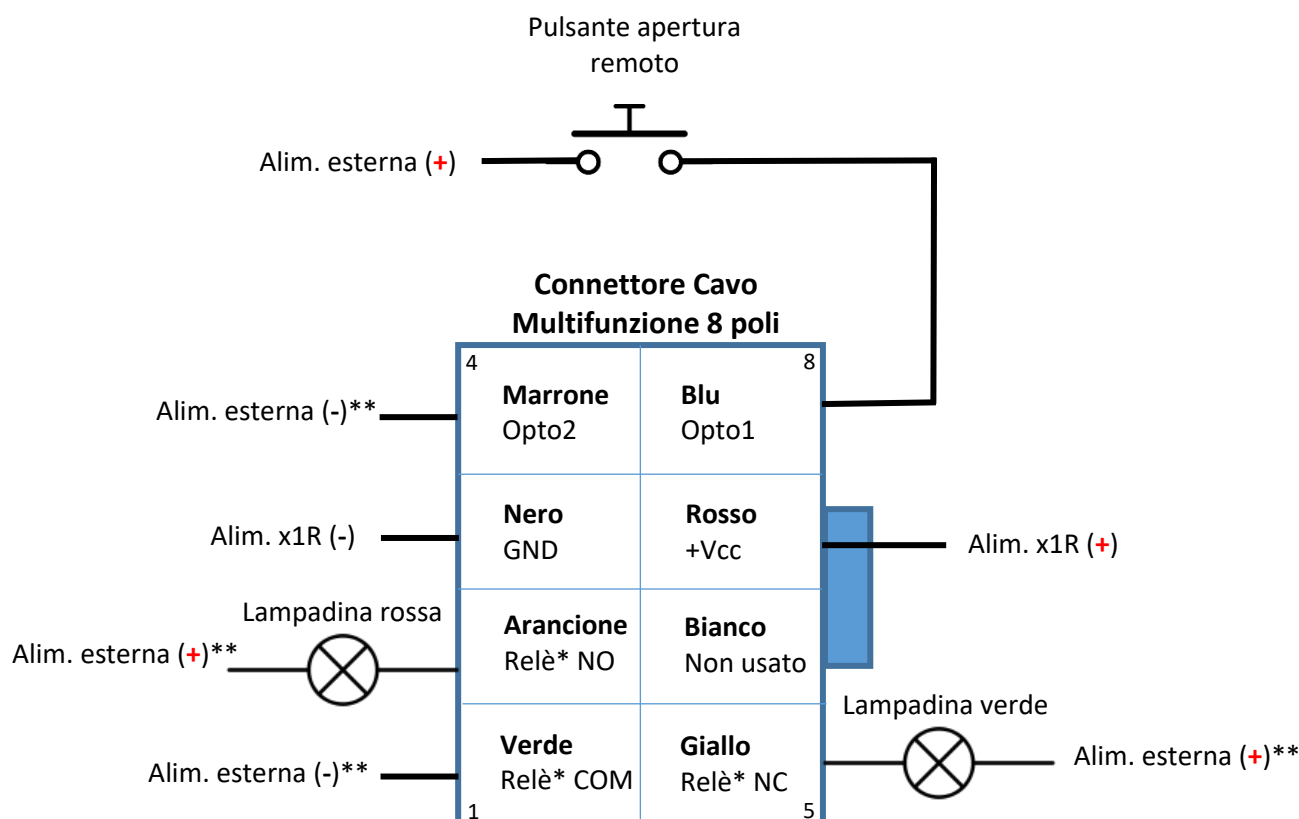 Pulsante apertura
remoto
Alim. esterna (+)
Connettore Cavo
Multifunzione 8 poli
4
8
Marrone
Opto2
Blu
Opto1
Alim. esterna (-)**
Nero
GND
Rosso
+Vcc
Alim. x1R (-)
Alim. x1R (+)
Lampadina rossa
Alim. esterna (+)**
Arancione
Relè* NO
Bianco
Non usato
Lampadina verde
Verde
Relè* COM
Giallo
Relè* NC
Alim. esterna (-)**
Alim. esterna (+)**
1
5